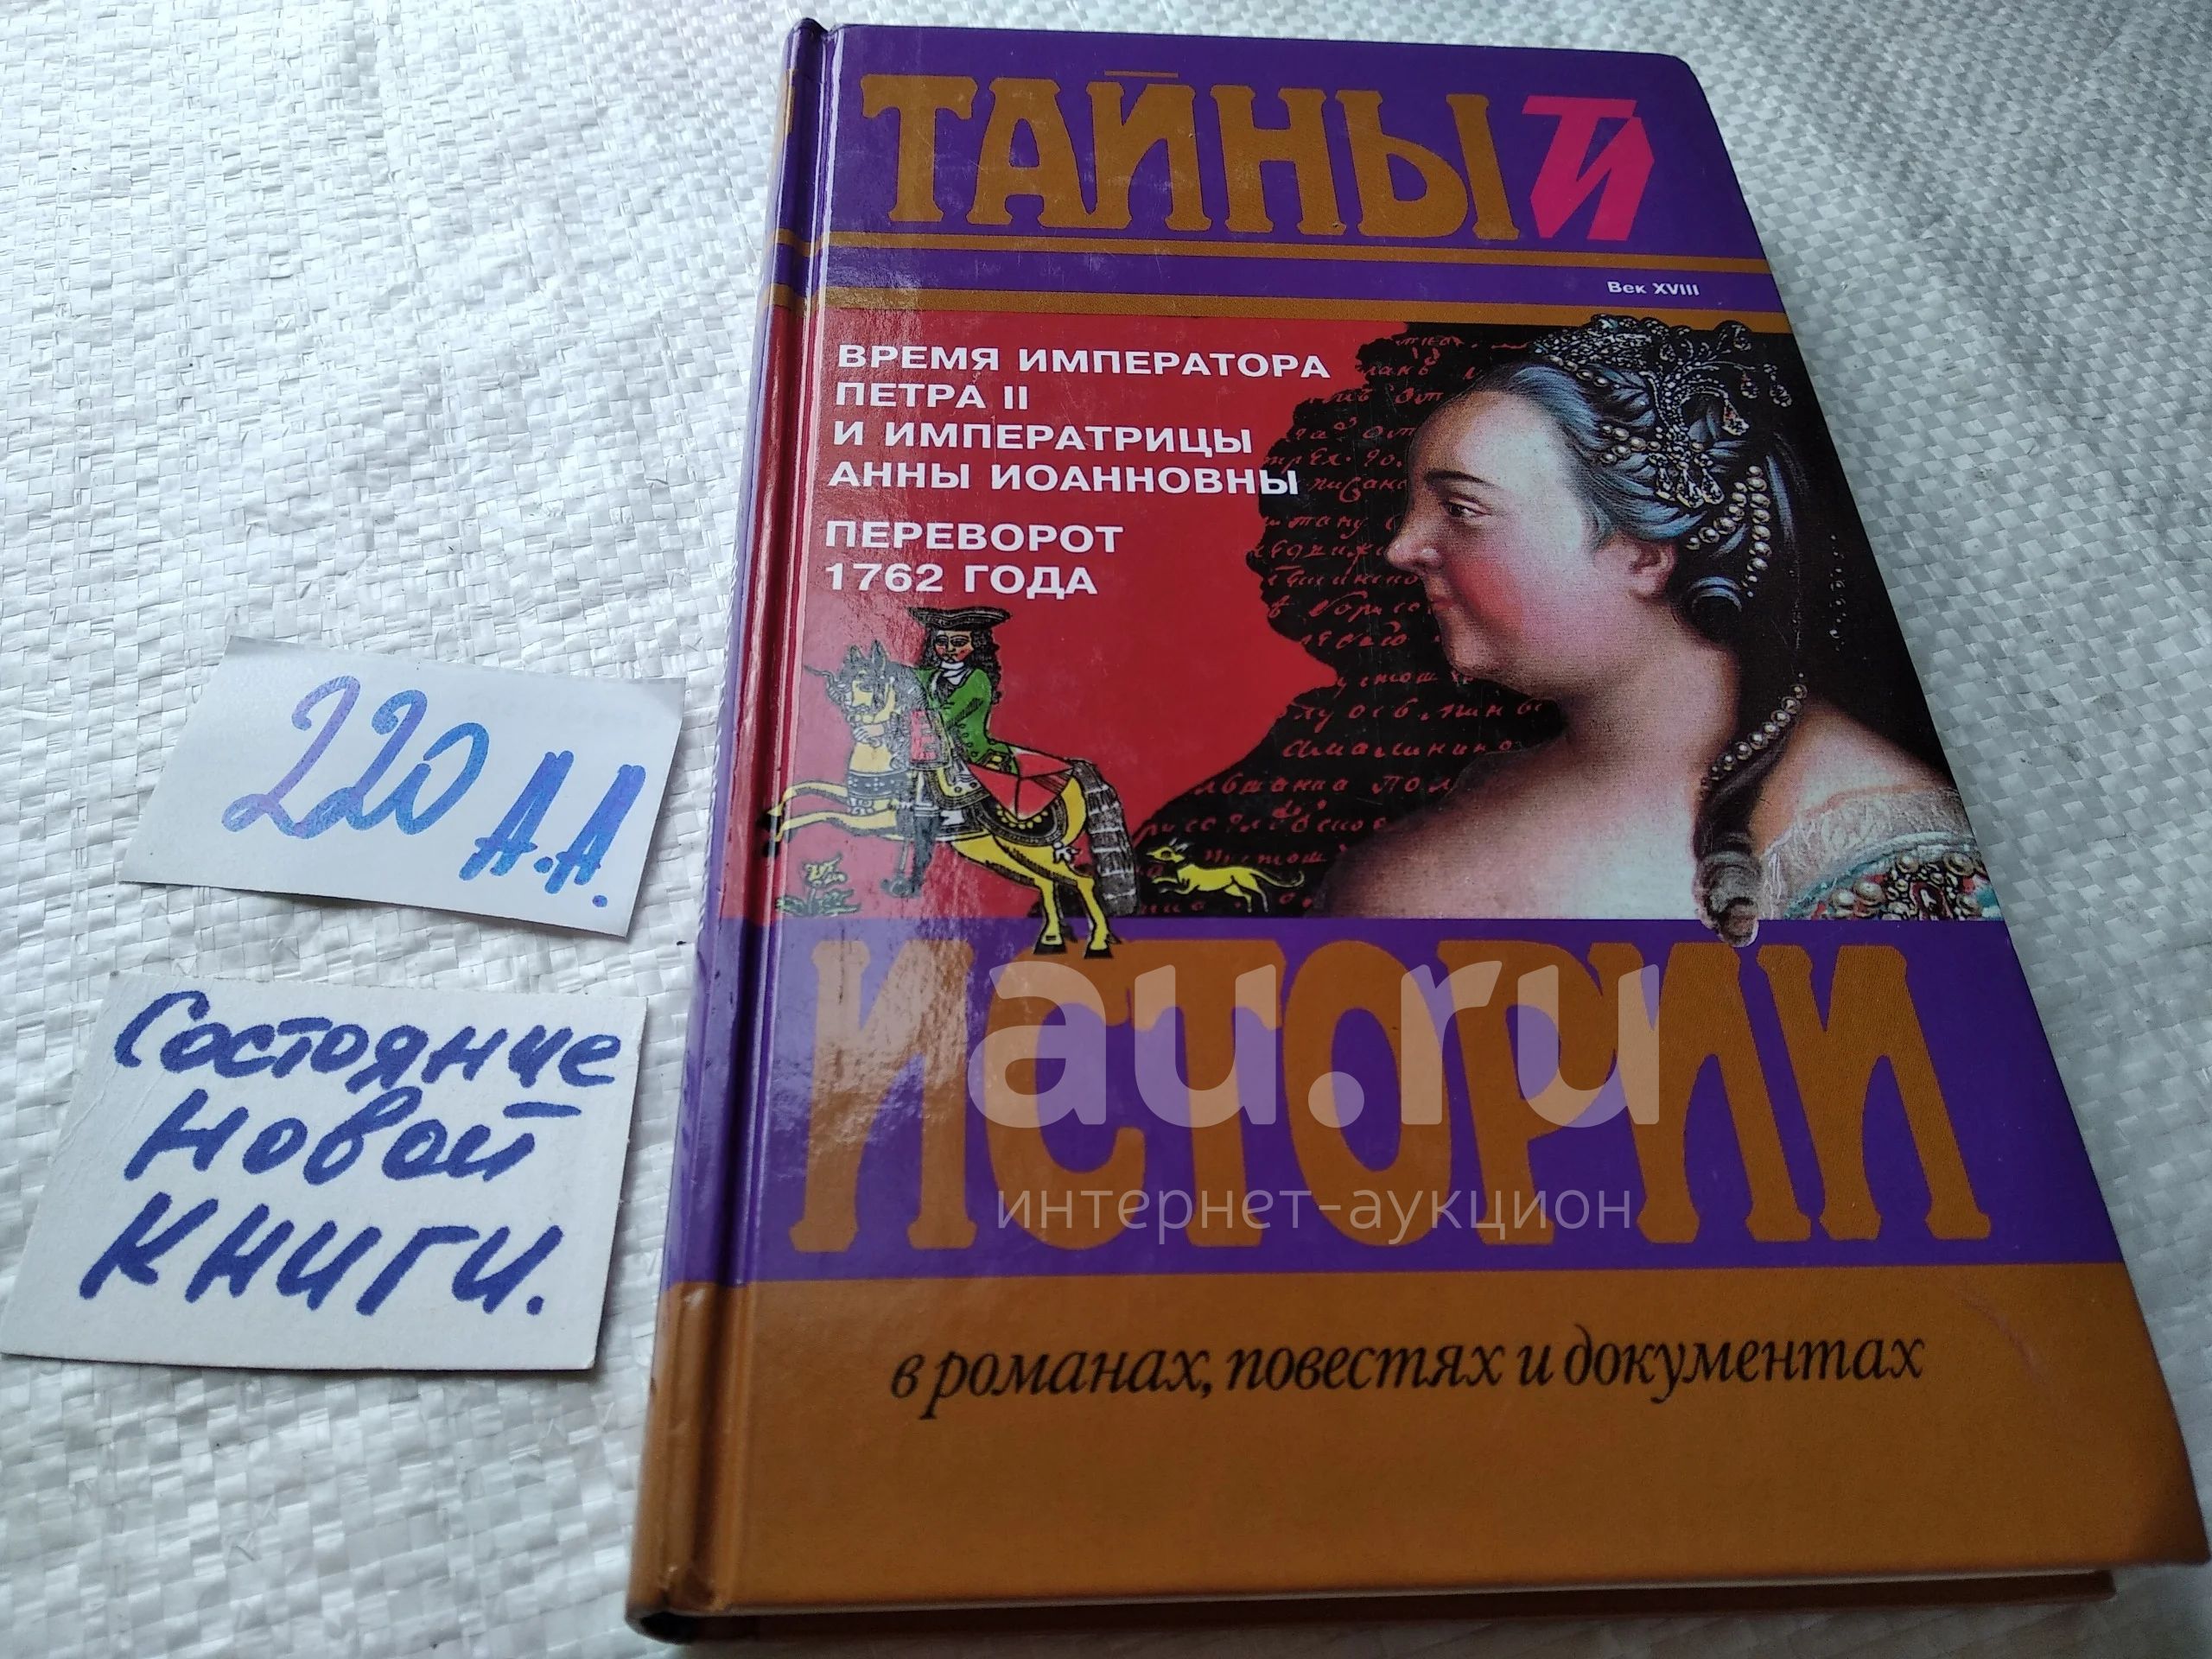 ТАЙНЫ
ТИ
Век XVIII
ВРЕМЯ ИМПЕРАТОРА
ПЕТРА II
И ИМПЕРАТРИЦЫ
АННЫ ИОАННОВНЫ
ПЕРЕВОРОТ
1762 ГОДА
ИСТОРИИ
в романах, повестях и документах
220 А.А.
Состояние
новой
книги.
au.ru
интернет-аукцион